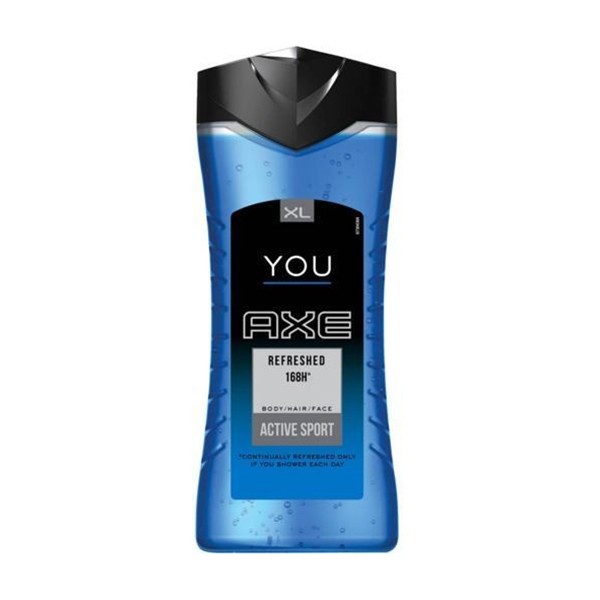 XL
YOU
AXE
REFRESHED
168H*
BODY/HAIR/FACE
ACTIVE SPORT
*CONTINUALLY REFRESHED ONLY
IF YOU SHOWER EACH DAY